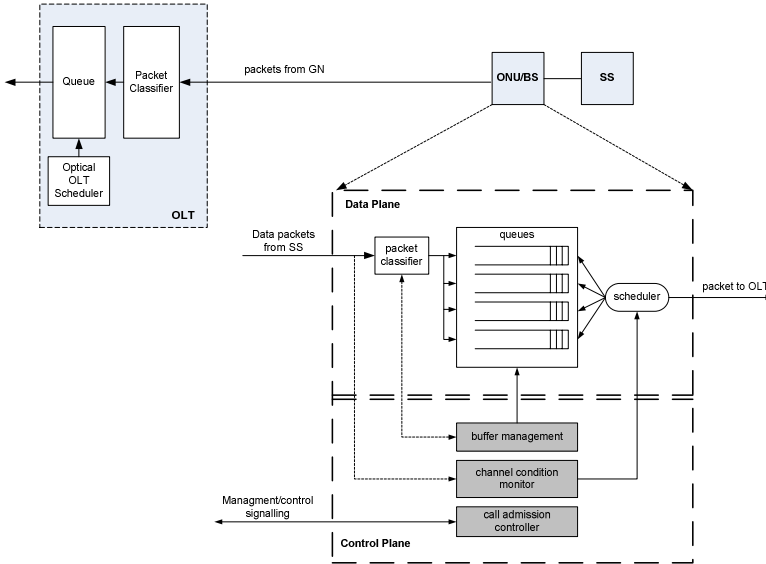 Queue
Packet
Classifier
packets from GN
ONU/BS
SS
Optical
OLT
Scheduler
OLT
Data Plane
Data packets
from SS
packet
classifier
queues
scheduler
packet to OLT
buffer management
channel condition
monitor
Managment/control
signalling
call admission
controller
Control Plane